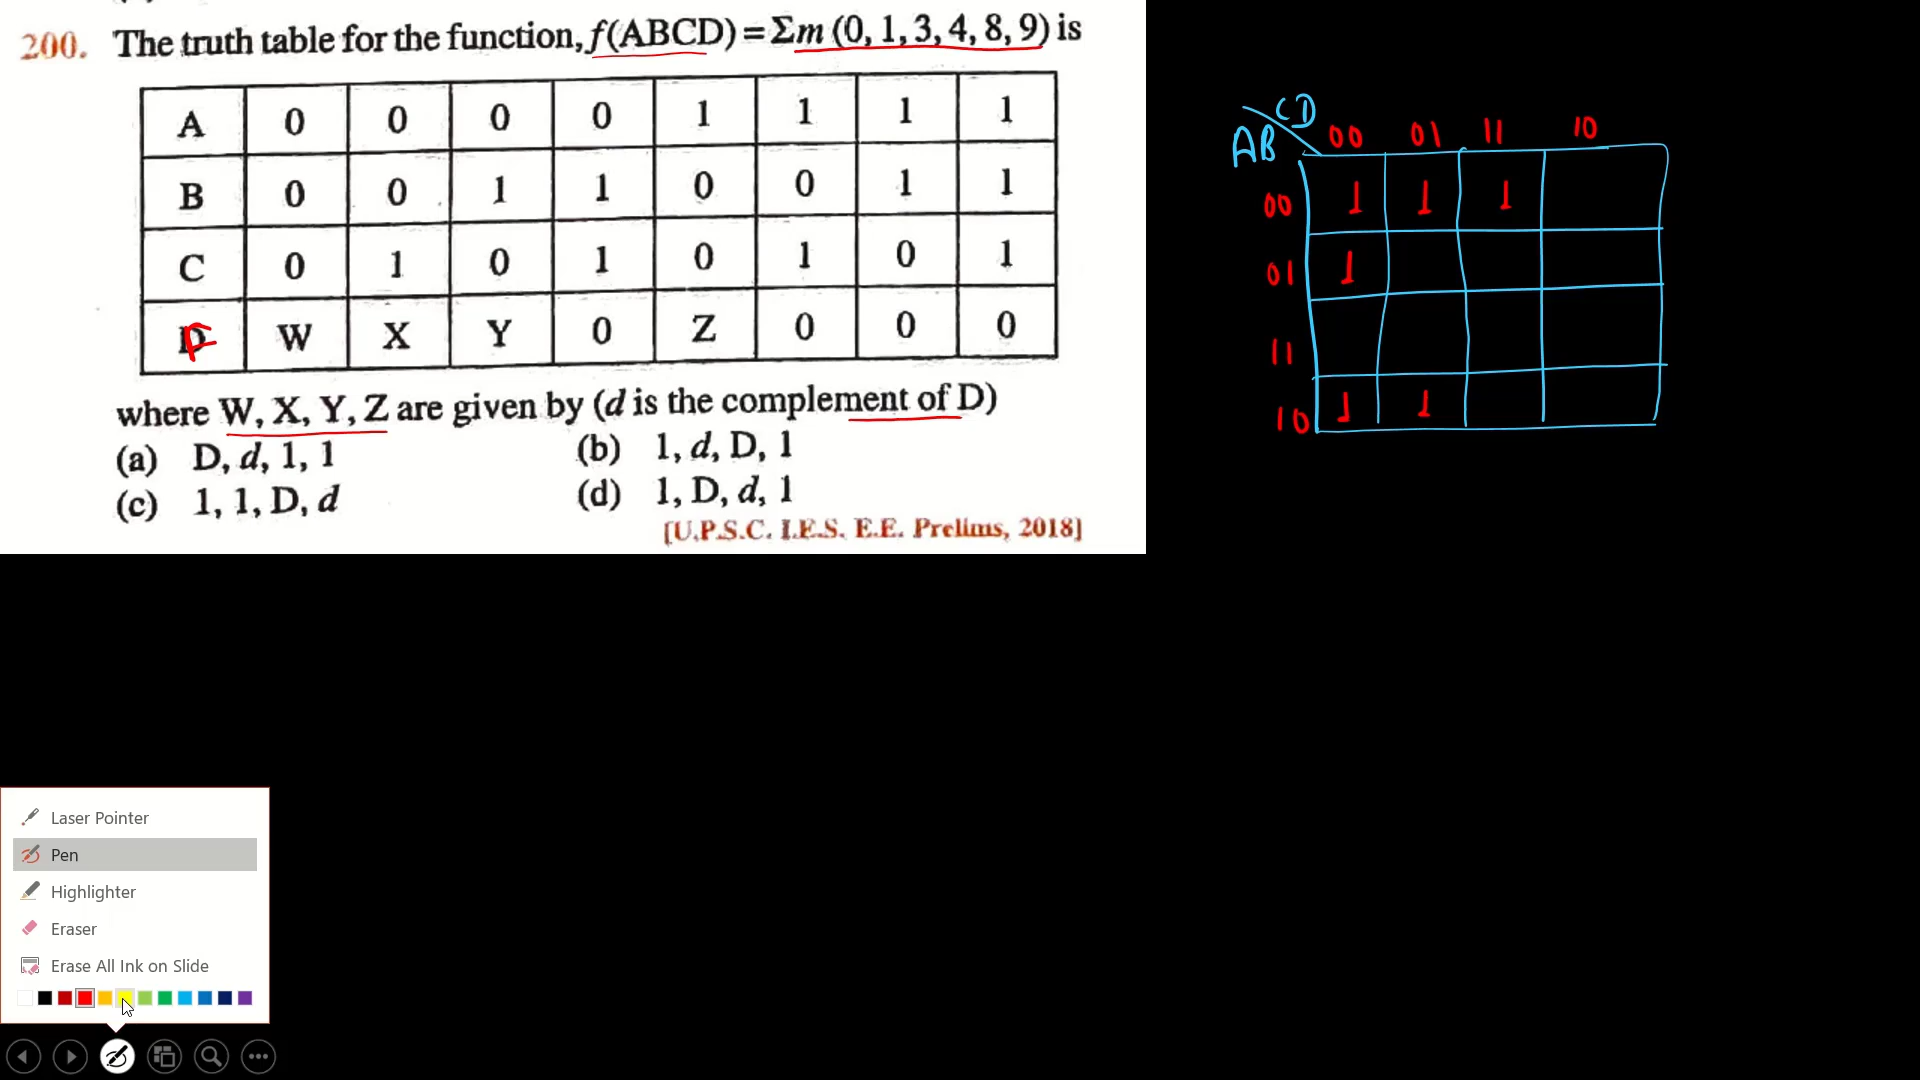 200. The truth table for the function, f(ABCD) = Σm (0, 1, 3, 4, 8, 9) is
A 0 0 0 0 1 1 1 1
B 0 0 1 1 0 0 1 1
C 0 1 0 1 0 1 0 1
F W X Y 0 Z 0 0 0
where W, X, Y, Z are given by (d is the complement of D)
(a) D, d, 1, 1 (b) 1, d, D, 1
(c) 1, 1, D, d (d) 1, D, d, 1
[U.P.S.C. I.E.S. E.E. Prelims, 2018]
CD
AB 00 01 11 10
00 1 1 1
01 1
11
10 1 1
Laser Pointer
Pen
Highlighter
Eraser
Erase All Ink on Slide